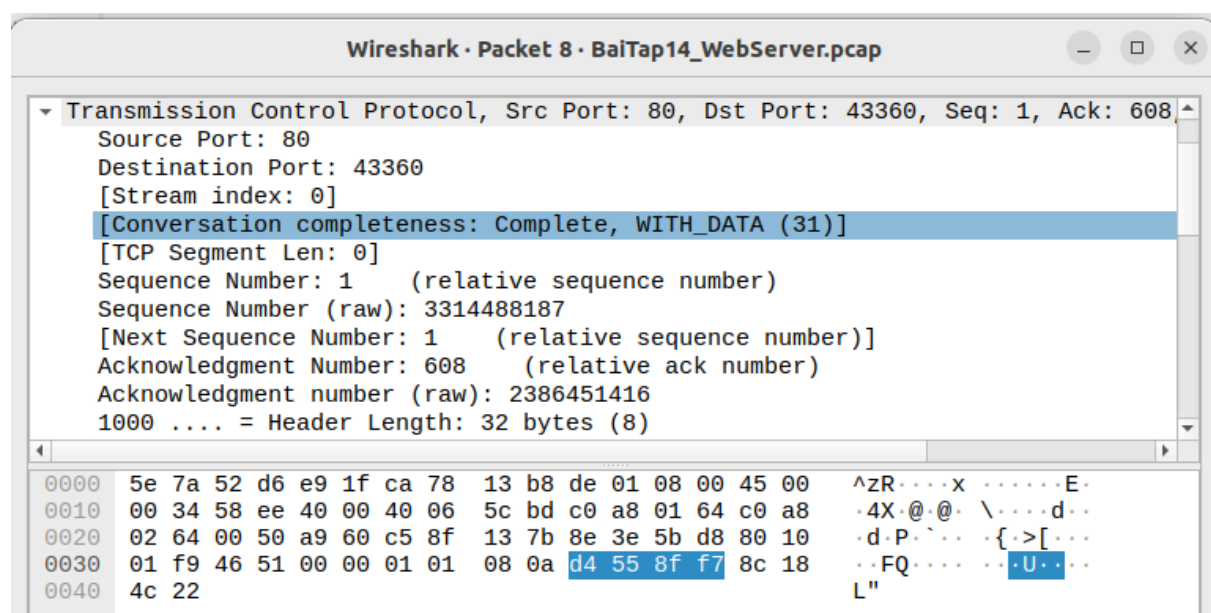 Wireshark · Packet 8 · BaiTap14_WebServer.pcap
Transmission Control Protocol, Src Port: 80, Dst Port: 43360, Seq: 1, Ack: 608,
Source Port: 80
Destination Port: 43360
[Stream index: 0]
[Conversation completeness: Complete, WITH_DATA (31)]
[TCP Segment Len: 0]
Sequence Number: 1    (relative sequence number)
Sequence Number (raw): 3314488187
[Next Sequence Number: 1    (relative sequence number)]
Acknowledgment Number: 608    (relative ack number)
Acknowledgment number (raw): 2386451416
1000 .... = Header Length: 32 bytes (8)
0000 5e 7a 52 d6 e9 1f ca 78 13 b8 de 01 08 00 45 00 ^zR····x ······E·
0010 00 34 58 ee 40 00 40 06 5c bd c0 a8 01 64 c0 a8 ·4X·@·@· \····d··
0020 02 64 00 50 a9 60 c5 8f 13 7b 8e 3e 5b d8 80 10 ·d·P·`·· ·{·>[···
0030 01 f9 46 51 00 00 01 01 08 0a d4 55 8f f7 8c 18 ··FQ···· ···U····
0040 4c 22 L"